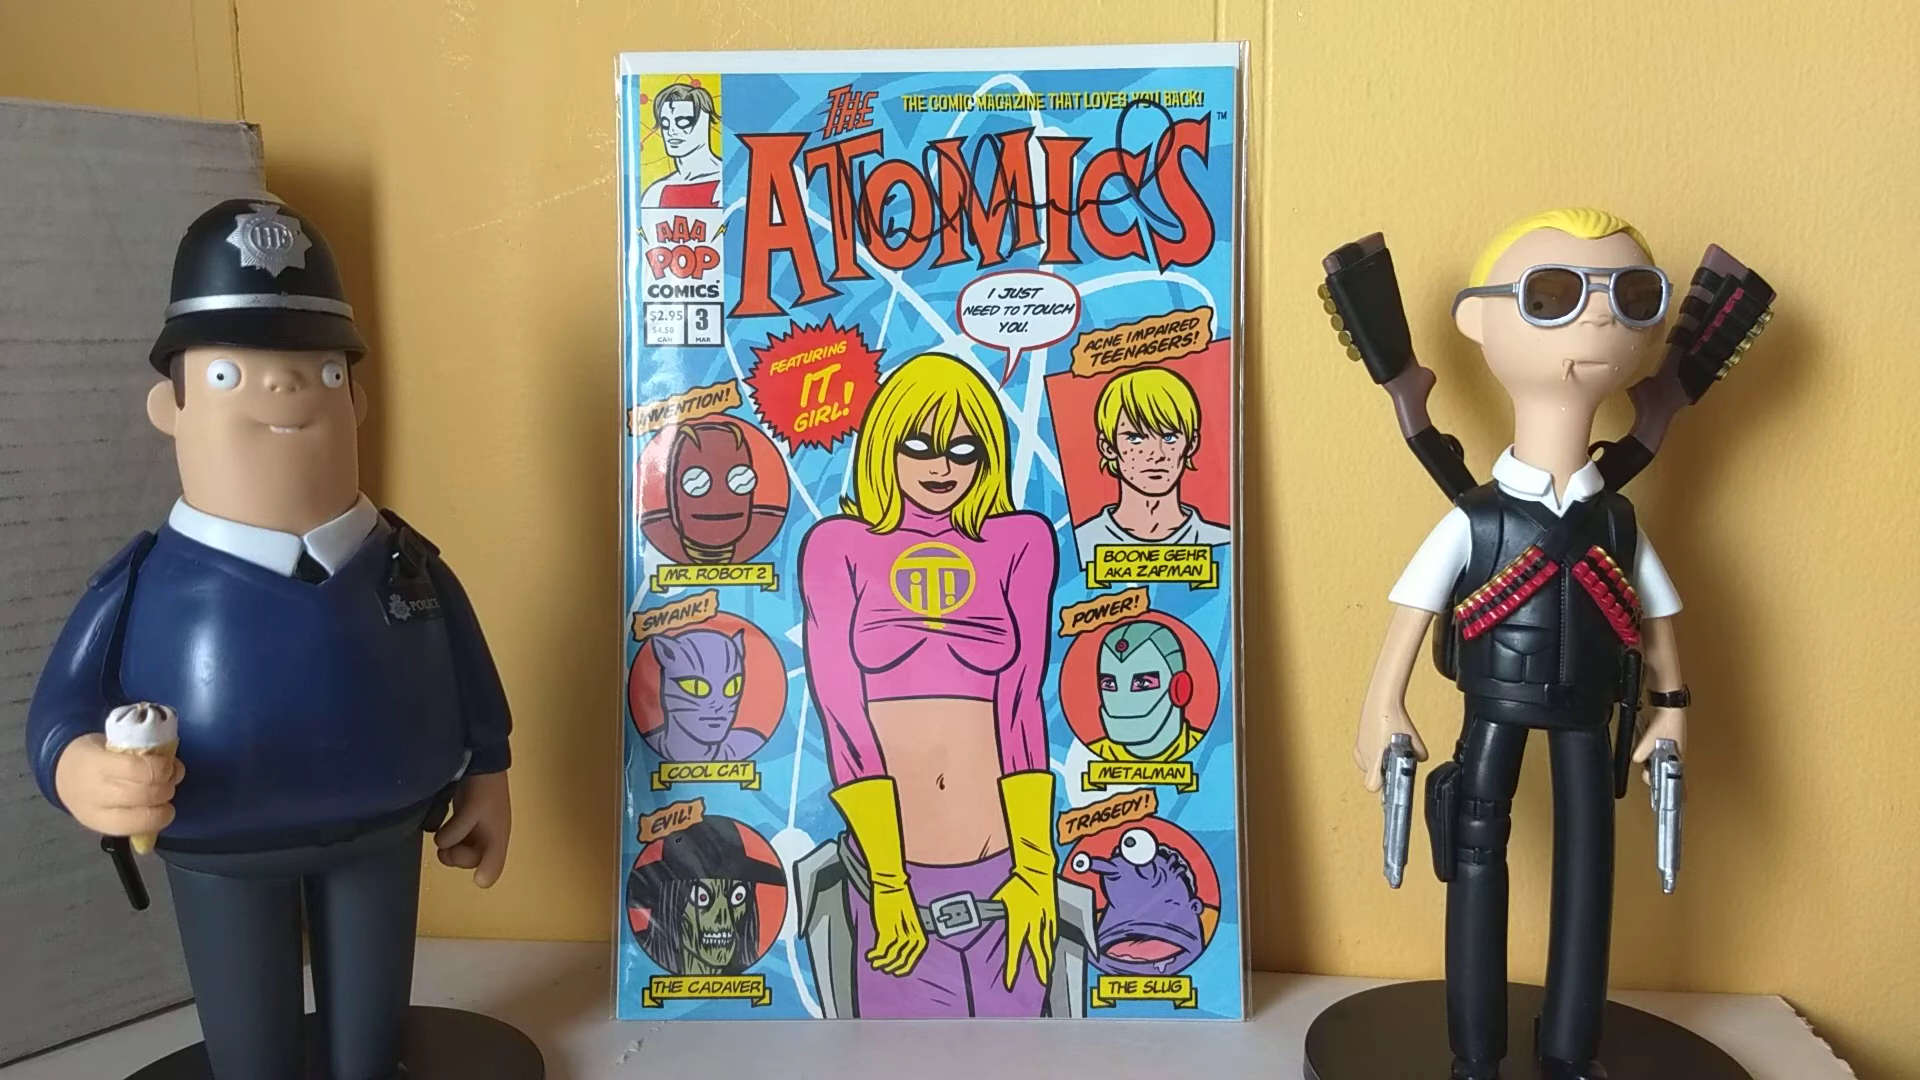 THE
THE COMIC MAGAZINE THAT LOVES YOU BACK!
ATOMICS
TM
AAA
POP
COMICS
$2.95
$4.50
CAN
3
MAR
I JUST
NEED TO TOUCH
YOU.
FEATURING
IT
GIRL!
ACNE IMPAIRED
TEENAGERS!
INVENTION!
MR. ROBOT 2
BOONE GEHR
AKA ZAPMAN
iT!
SWANK!
COOL CAT
POWER!
METALMAN
EVIL!
THE CADAVER
TRAGEDY!
THE SLUG
POLICE